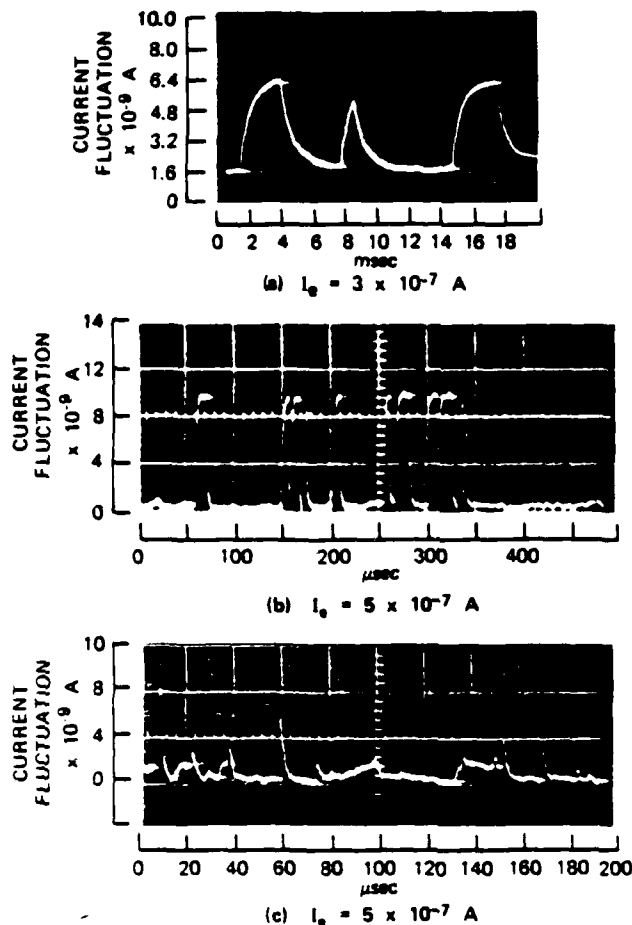 CURRENT
FLUCTUATION
x 10⁻⁹ A
10.0
8.0
6.4
4.8
3.2
1.6
0
0 2 4 6 8 10 12 14 16 18
msec
(a) Ie = 3 x 10⁻⁷ A
CURRENT
FLUCTUATION
x 10⁻⁹ A
14
12
8
4
0
0 100 200 300 400
μsec
(b) Ie = 5 x 10⁻⁷ A
CURRENT
FLUCTUATION
x 10⁻⁹ A
10
8
4
0
0 20 40 60 80 100 120 140 160 180 200
μsec
(c) Ie = 5 x 10⁻⁷ A